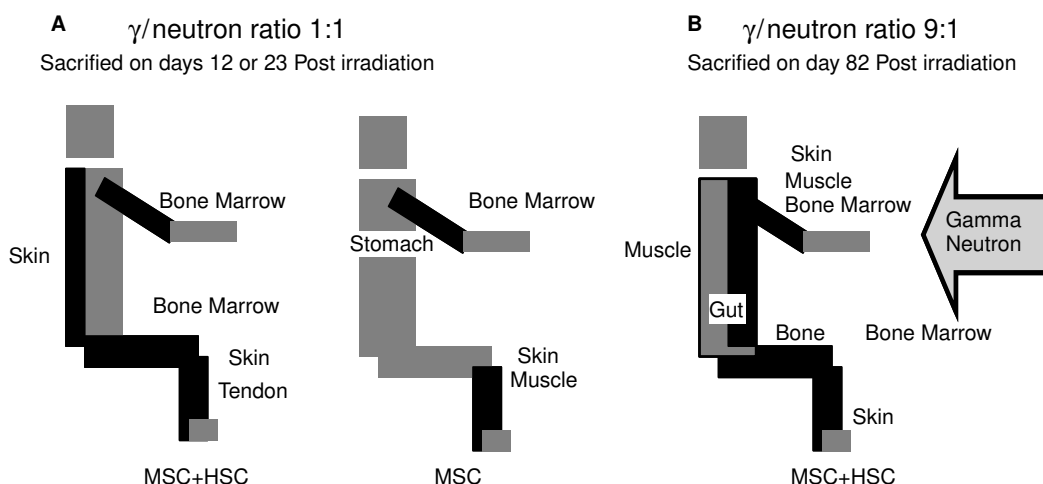 A
γ/neutron ratio 1:1
Sacrified on days 12 or 23 Post irradiation
Bone Marrow
Skin
Bone Marrow
Skin
Tendon
MSC+HSC
Bone Marrow
Stomach
Skin
Muscle
MSC
B
γ/neutron ratio 9:1
Sacrified on day 82 Post irradiation
Skin
Muscle
Bone Marrow
Muscle
Gut
Bone
Bone Marrow
Skin
MSC+HSC
Gamma
Neutron